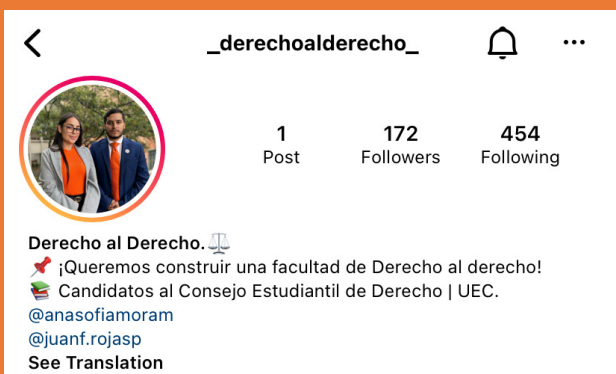 _derechoalderecho_
1 172 454
Post Followers Following
Derecho al Derecho.
¡Queremos construir una facultad de Derecho al derecho!
Candidatos al Consejo Estudiantil de Derecho | UEC.
@anasofiamoram
@juanf.rojasp
See Translation